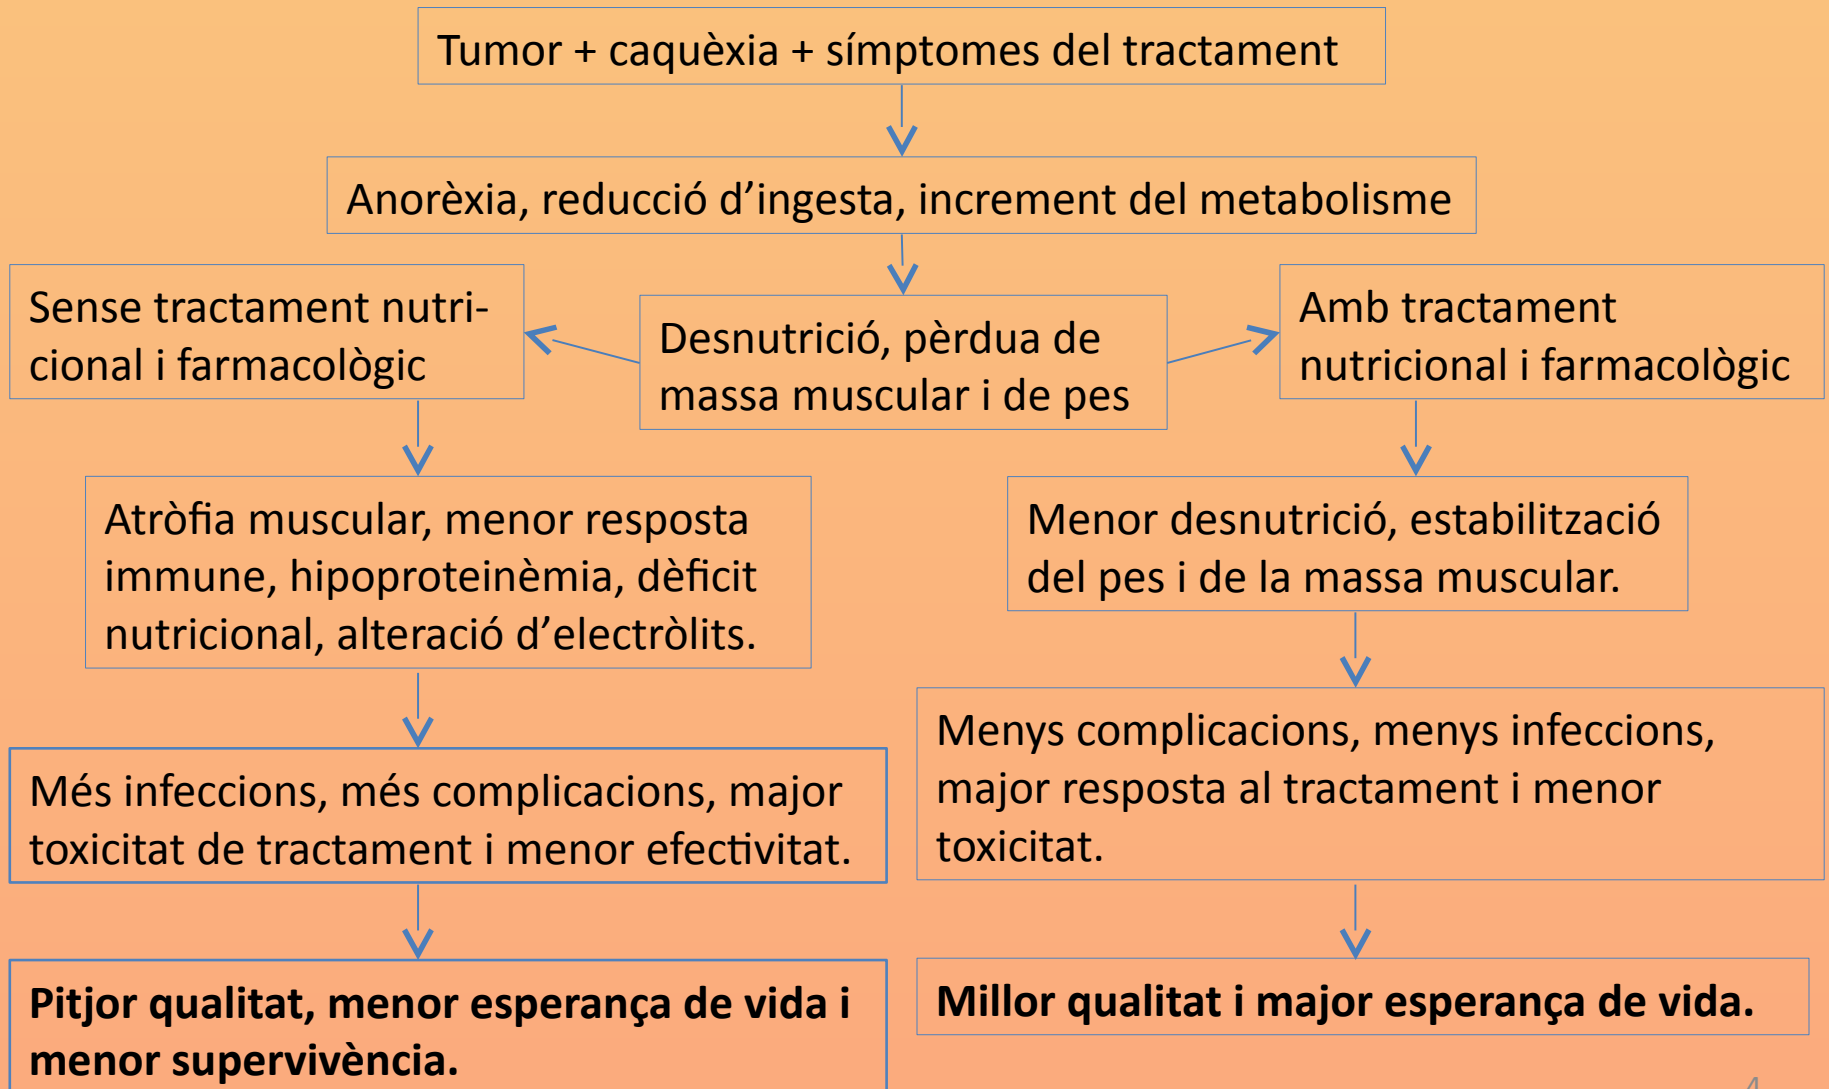 Tumor + caquèxia + símptomes del tractament
Anorèxia, reducció d’ingesta, increment del metabolisme
Sense tractament nutri-
cional i farmacològic
Desnutrició, pèrdua de
massa muscular i de pes
Amb tractament
nutricional i farmacològic
Atròfia muscular, menor resposta
immune, hipoproteinèmia, dèficit
nutricional, alteració d’electròlits.
Menor desnutrició, estabilització
del pes i de la massa muscular.
Més infeccions, més complicacions, major
toxicitat de tractament i menor efectivitat.
Menys complicacions, menys infeccions,
major resposta al tractament i menor
toxicitat.
Pitjor qualitat, menor esperança de vida i
menor supervivència.
Millor qualitat i major esperança de vida.
4